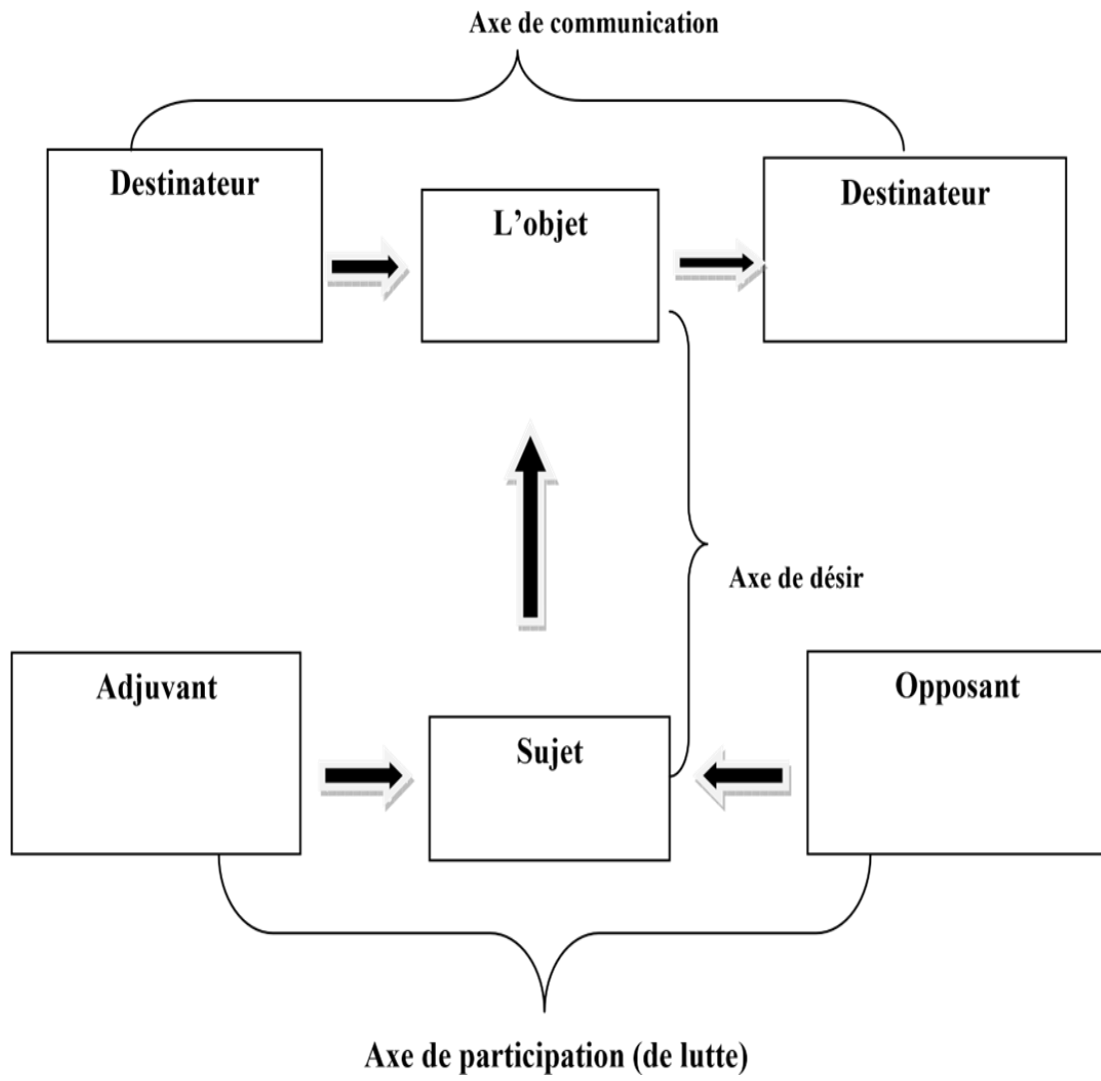 Axe de communication
Destinateur
L'objet
Destinateur
Axe de désir
Adjuvant
Sujet
Opposant
Axe de participation (de lutte)